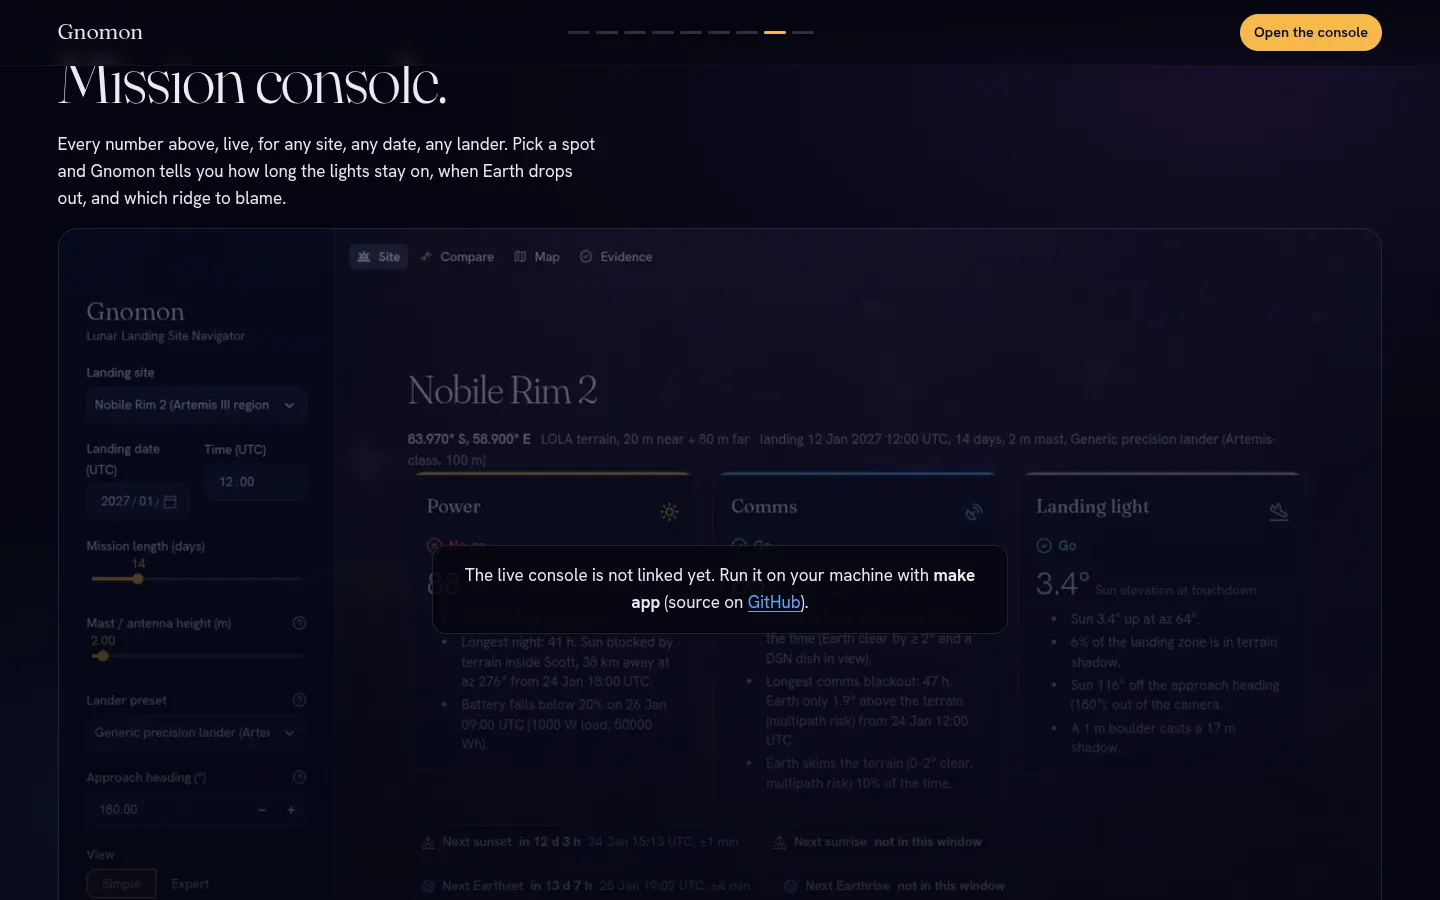 Gnomon
Open the console
Mission console.
Every number above, live, for any site, any date, any lander. Pick a spot
and Gnomon tells you how long the lights stay on, when Earth drops
out, and which ridge to blame.
Site
Compare
Map
Evidence
Gnomon
Lunar Landing Site Navigator
Landing site
Nobile Rim 2 (Artemis III region
Landing date
(UTC)
Time (UTC)
2027/01/
12:00
Mission length (days)
14
Mast / antenna height (m)
2.00
Lander preset
Generic precision lander (Arte
Approach heading (°)
180.00
− +
View
Simple
Expert
Nobile Rim 2
83.970° S, 58.900° E LOLA terrain, 20 m near + 80 m far landing 12 Jan 2027 12:00 UTC, 14 days, 2 m mast, Generic precision lander (Artemis-
class, 100 m)
Power
No go
88
Longest night: 41 h. Sun blocked by
terrain inside Scott, 38 km away at
az 276° from 24 Jan 18:00 UTC.
Battery falls below 20% on 26 Jan
09:00 UTC (1000 W load, 50000
Wh).
Comms
Go
The live console is not linked yet. Run it on your machine with make
app (source on GitHub).
the time (Earth clear by ≥ 2° and a
DSN dish in view).
Longest comms blackout: 47 h.
Earth only 1.9° above the terrain
(multipath risk) from 24 Jan 12:00
UTC.
Earth skims the terrain (0-2° clear,
multipath risk) 10% of the time.
Landing light
Go
3.4° Sun elevation at touchdown
Sun 3.4° up at az 64°.
6% of the landing zone is in terrain
shadow.
Sun 116° off the approach heading
(180°): out of the camera.
A 1 m boulder casts a 17 m
shadow.
Next sunset in 12 d 3 h 24 Jan 15:13 UTC, ±1 min
Next sunrise not in this window
Next Earthset in 13 d 7 h 25 Jan 19:02 UTC, ±4 min
Next Earthrise not in this window